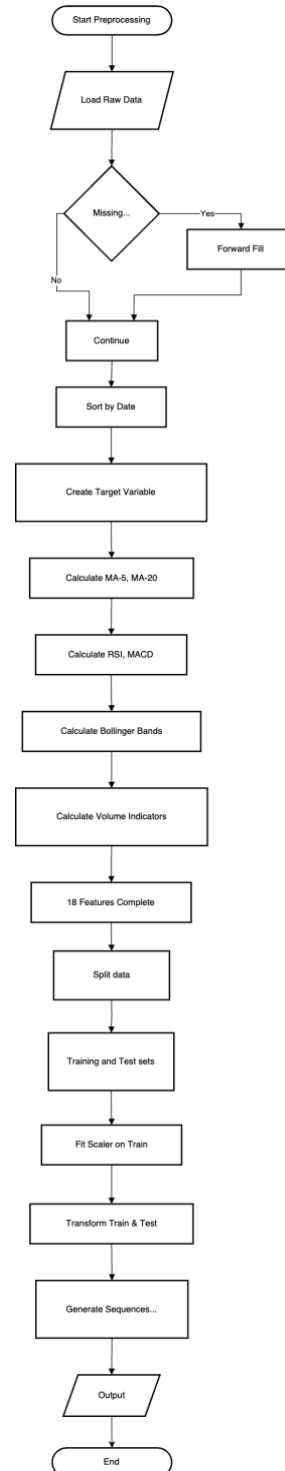 Start Preprocessing
Load Raw Data
Missing...
Yes
Forward Fill
No
Continue
Sort by Date
Create Target Variable
Calculate MA-5, MA-20
Calculate RSI, MACD
Calculate Bollinger Bands
Calculate Volume Indicators
18 Features Complete
Split data
Training and Test sets
Fit Scaler on Train
Transform Train & Test
Generate Sequences...
Output
End